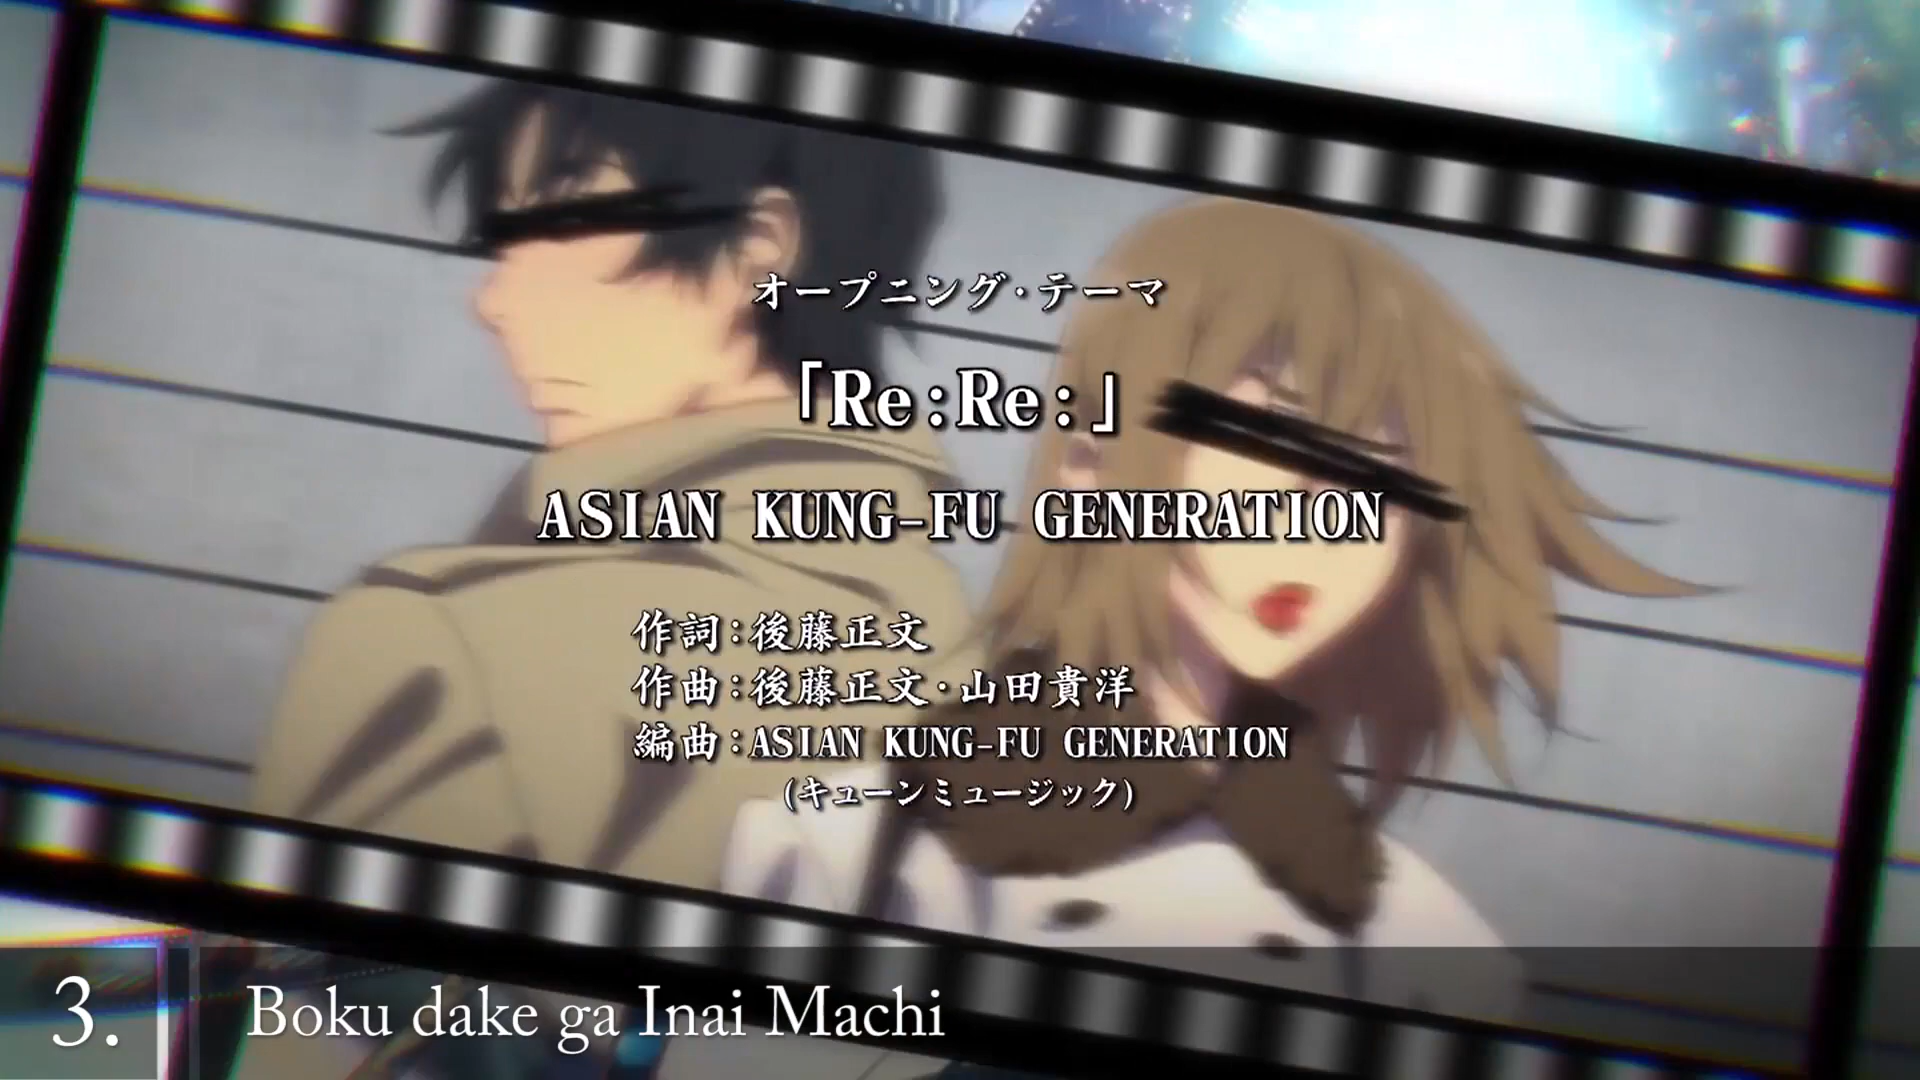 オープニング・テーマ
「Re:Re:」
ASIAN KUNG-FU GENERATION
作詞:後藤正文
作曲:後藤正文・山田貴洋
編曲:ASIAN KUNG-FU GENERATION
(キューンミュージック)
3. Boku dake ga Inai Machi